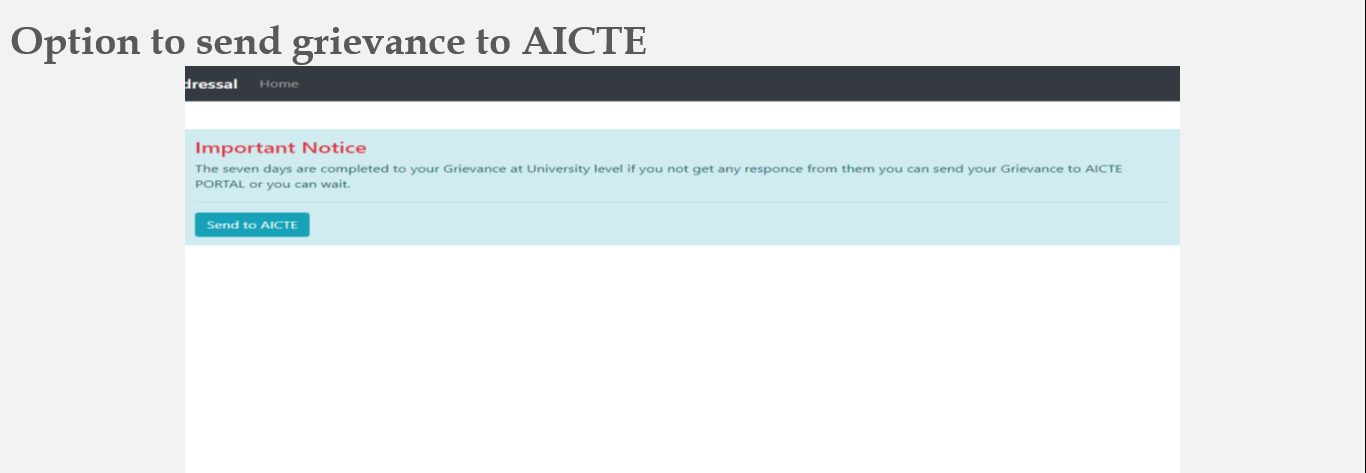 Option to send grievance to AICTE
dressal Home
Important Notice
The seven days are completed to your Grievance at University level if you not get any responce from them you can send your Grievance to AICTE
PORTAL or you can wait.
Send to AICTE